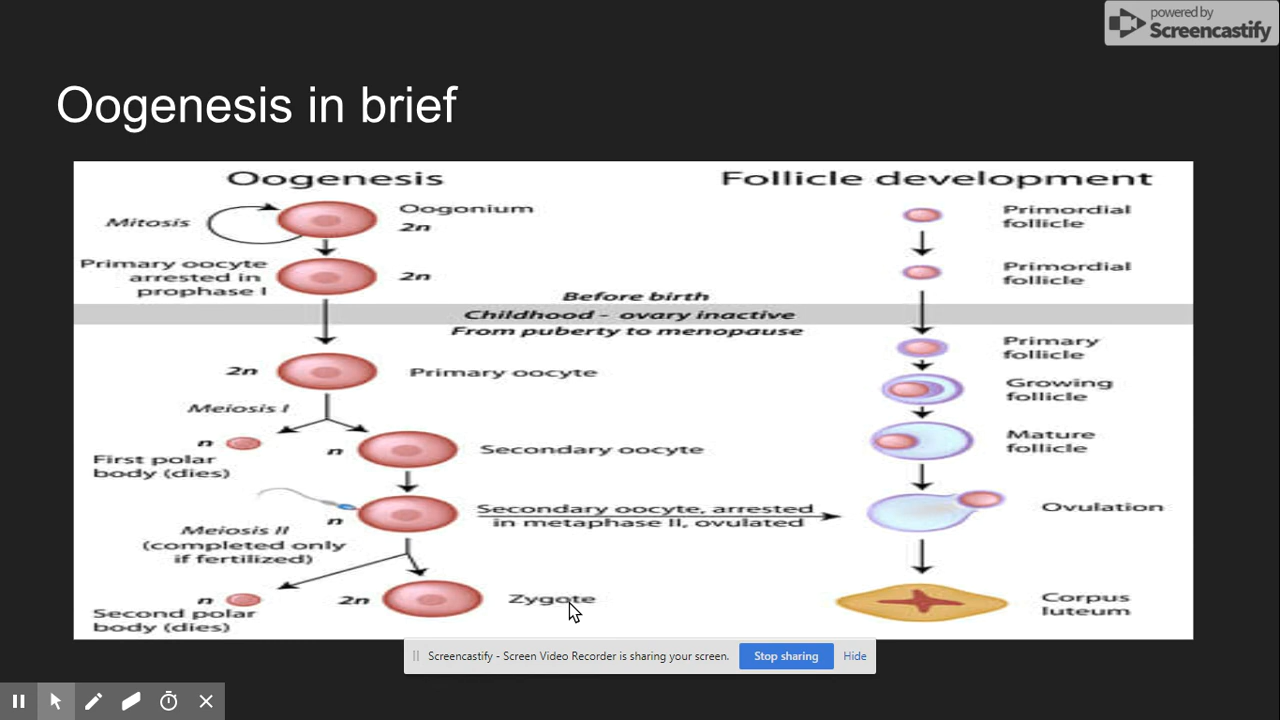 powered by
Screencastify
Oogenesis in brief
Oogenesis
Follicle development
Mitosis
Oogonium
2n
Primordial
follicle
Primary oocyte
arrested in
prophase I
2n
Primordial
follicle
Before birth
Childhood - ovary inactive
From puberty to menopause
2n
Primary oocyte
Primary
follicle
Growing
follicle
Meiosis I
n
First polar
body (dies)
n
Secondary oocyte
Mature
follicle
n
Secondary oocyte, arrested
in metaphase II, ovulated
Ovulation
Meiosis II
(completed only
if fertilized)
n
Second polar
body (dies)
2n
Zygote
Corpus
luteum
Screencastify - Screen Video Recorder is sharing your screen.
Stop sharing
Hide